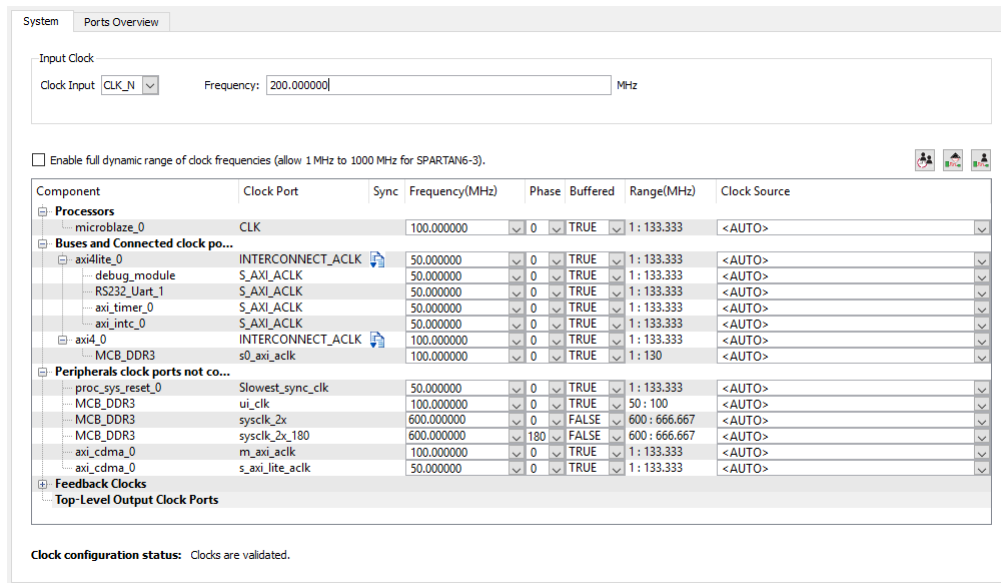 System Ports Overview
Input Clock
Clock Input CLK_N Frequency: 200.000000 MHz
Enable full dynamic range of clock frequencies (allow 1 MHz to 1000 MHz for SPARTAN6-3).
Component Clock Port Sync Frequency(MHz) Phase Buffered Range(MHz) Clock Source
Processors
microblaze_0 CLK 100.000000 0 TRUE 1 : 133.333 <AUTO>
Buses and Connected clock po...
axi4lite_0 INTERCONNECT_ACLK 50.000000 0 TRUE 1 : 133.333 <AUTO>
debug_module S_AXI_ACLK 50.000000 0 TRUE 1 : 133.333 <AUTO>
RS232_Uart_1 S_AXI_ACLK 50.000000 0 TRUE 1 : 133.333 <AUTO>
axi_timer_0 S_AXI_ACLK 50.000000 0 TRUE 1 : 133.333 <AUTO>
axi_intc_0 S_AXI_ACLK 50.000000 0 TRUE 1 : 133.333 <AUTO>
axi4_0 INTERCONNECT_ACLK 100.000000 0 TRUE 1 : 133.333 <AUTO>
MCB_DDR3 s0_axi_aclk 100.000000 0 TRUE 1 : 130 <AUTO>
Peripherals clock ports not co...
proc_sys_reset_0 Slowest_sync_clk 50.000000 0 TRUE 1 : 133.333 <AUTO>
MCB_DDR3 ui_clk 100.000000 0 TRUE 50 : 100 <AUTO>
MCB_DDR3 sysclk_2x 600.000000 0 FALSE 600 : 666.667 <AUTO>
MCB_DDR3 sysclk_2x_180 600.000000 180 FALSE 600 : 666.667 <AUTO>
axi_cdma_0 m_axi_aclk 100.000000 0 TRUE 1 : 133.333 <AUTO>
axi_cdma_0 s_axi_lite_aclk 50.000000 0 TRUE 1 : 133.333 <AUTO>
Feedback Clocks
Top-Level Output Clock Ports
Clock configuration status: Clocks are validated.